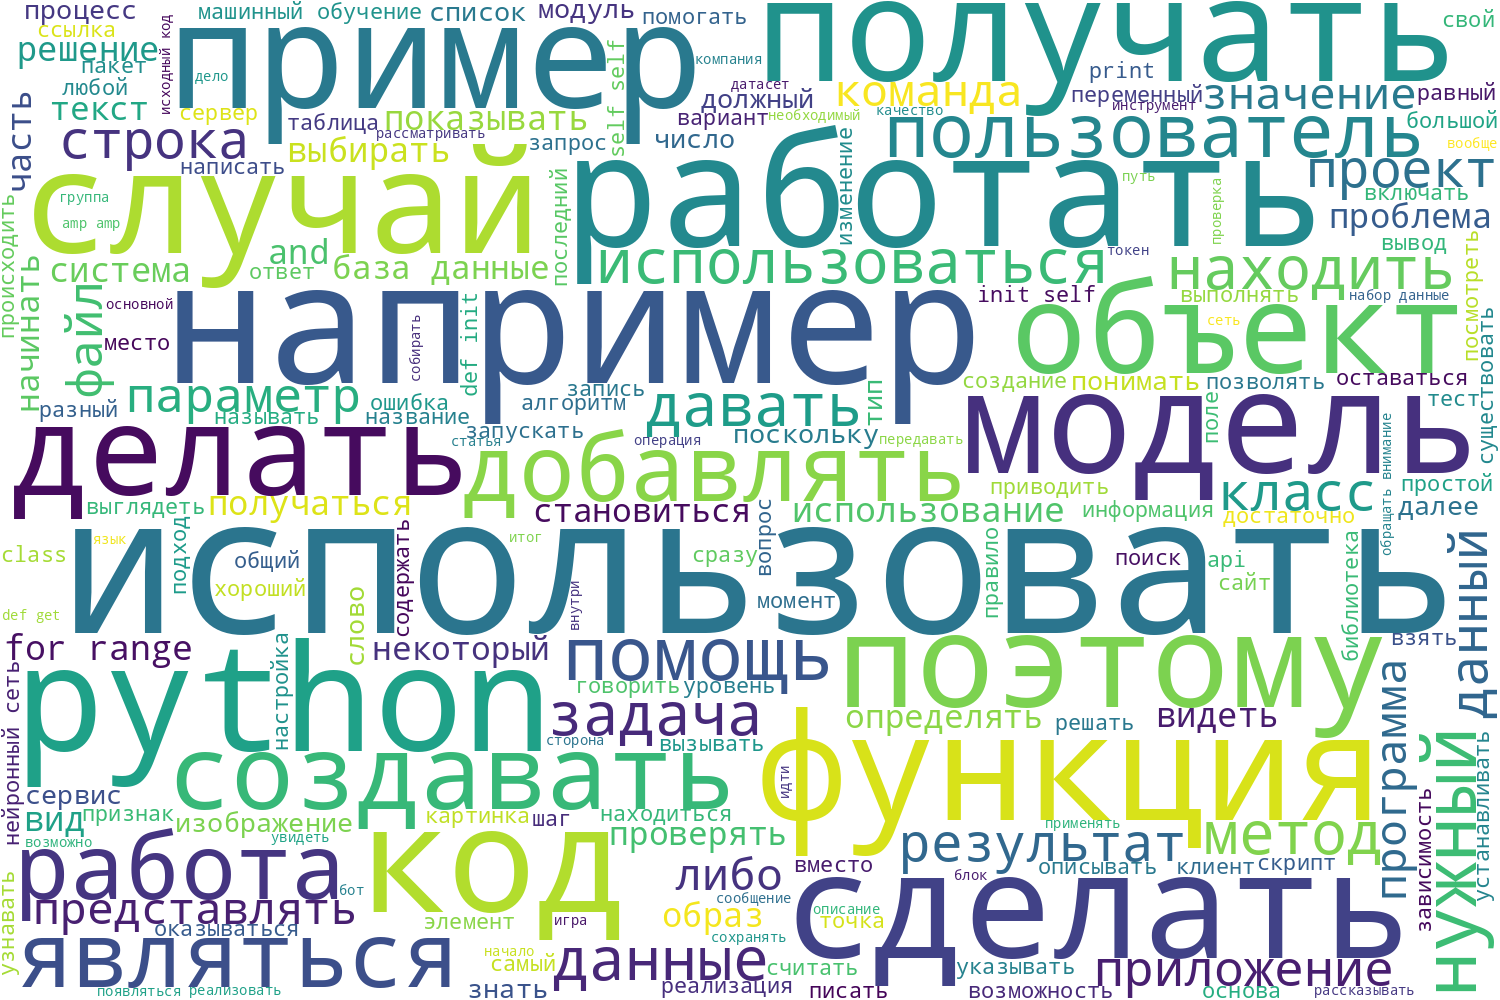 процесс
машинный обучение
список
модуль
помогать
получать
свой
ссылка
исходный код
пример
решение
пакет
дело
self self
компания
print
любой
датасет
команда
переменный
значение
равный
текст
сервер
должный
инструмент
часть
таблица
показывать
вариант
необходимый
качество
пользователь
большой
строка
рассматривать
выбирать
запрос
число
вообще
написать
случай
работать
изменение
путь
проект
группа
последний
проверка
включать
происходить
amp amp
проблема
and
токен
вывод
система
ответ
база данные
использоваться
находить
посмотреть
начинать
файл
основной
например
init self
выполнять
набор данные
место
собирать
def init
объект
сеть
существовать
параметр
ошибка
запись
давать
тип
создание
понимать
позволять
оставаться
разный
называть
название
алгоритм
поле
тест
делать
запускать
статья
операция
поскольку
передавать
модель
обращать внимание
добавлять
приводить
класс
простой
выглядеть
получаться
становиться
использование
информация
достаточно
далее
class
язык
подход
использовать
итог
общий
сразу
вопрос
поиск
api
хороший
содержать
правило
сайт
def get
слово
внутри
момент
библиотека
for range
настройка
некоторый
помощь
поэтому
взять
данный
python
говорить
уровень
задача
определять
решать
видеть
программа
нейронный сеть
сторона
вызывать
создавать
функция
идти
нужный
устанавливать
сервис
вид
признак
изображение
картинка
шаг
находиться
применять
зависимость
возможно
увидеть
проверять
результат
метод
работа
код
либо
вместо
описывать
клиент
скрипт
бот
блок
узнавать
представлять
элемент
игра
сообщение
образ
описание
точка
сделать
оказываться
являться
начало
самый
данные
сохранять
считать
указывать
приложение
появляться
реализовать
знать
реализация
писать
возможность
основа
рассказывать